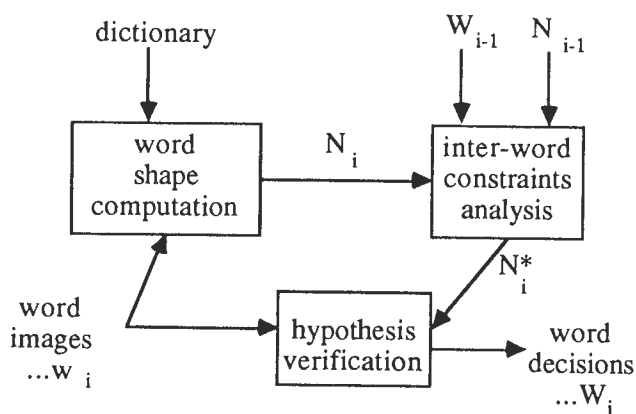 dictionary
W i-1
N i-1
word
shape
computation
N i
inter-word
constraints
analysis
N i *
word
images
...w i
hypothesis
verification
word
decisions
...W i